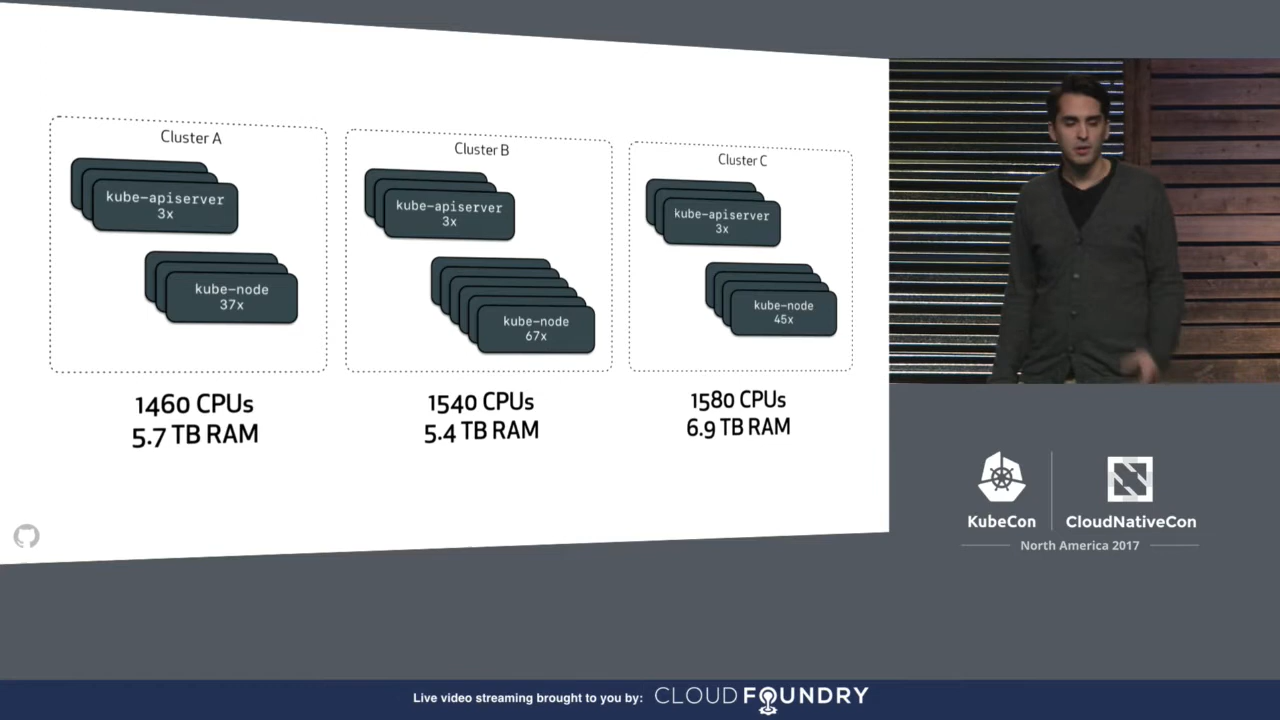 Cluster A
kube-apiserver
3x
kube-node
37x
1460 CPUs
5.7 TB RAM
Cluster B
kube-apiserver
3x
kube-node
67x
1540 CPUs
5.4 TB RAM
Cluster C
kube-apiserver
3x
kube-node
45x
1580 CPUs
6.9 TB RAM
KubeCon
CloudNativeCon
North America 2017
Live video streaming brought to you by: CLOUD FOUNDRY